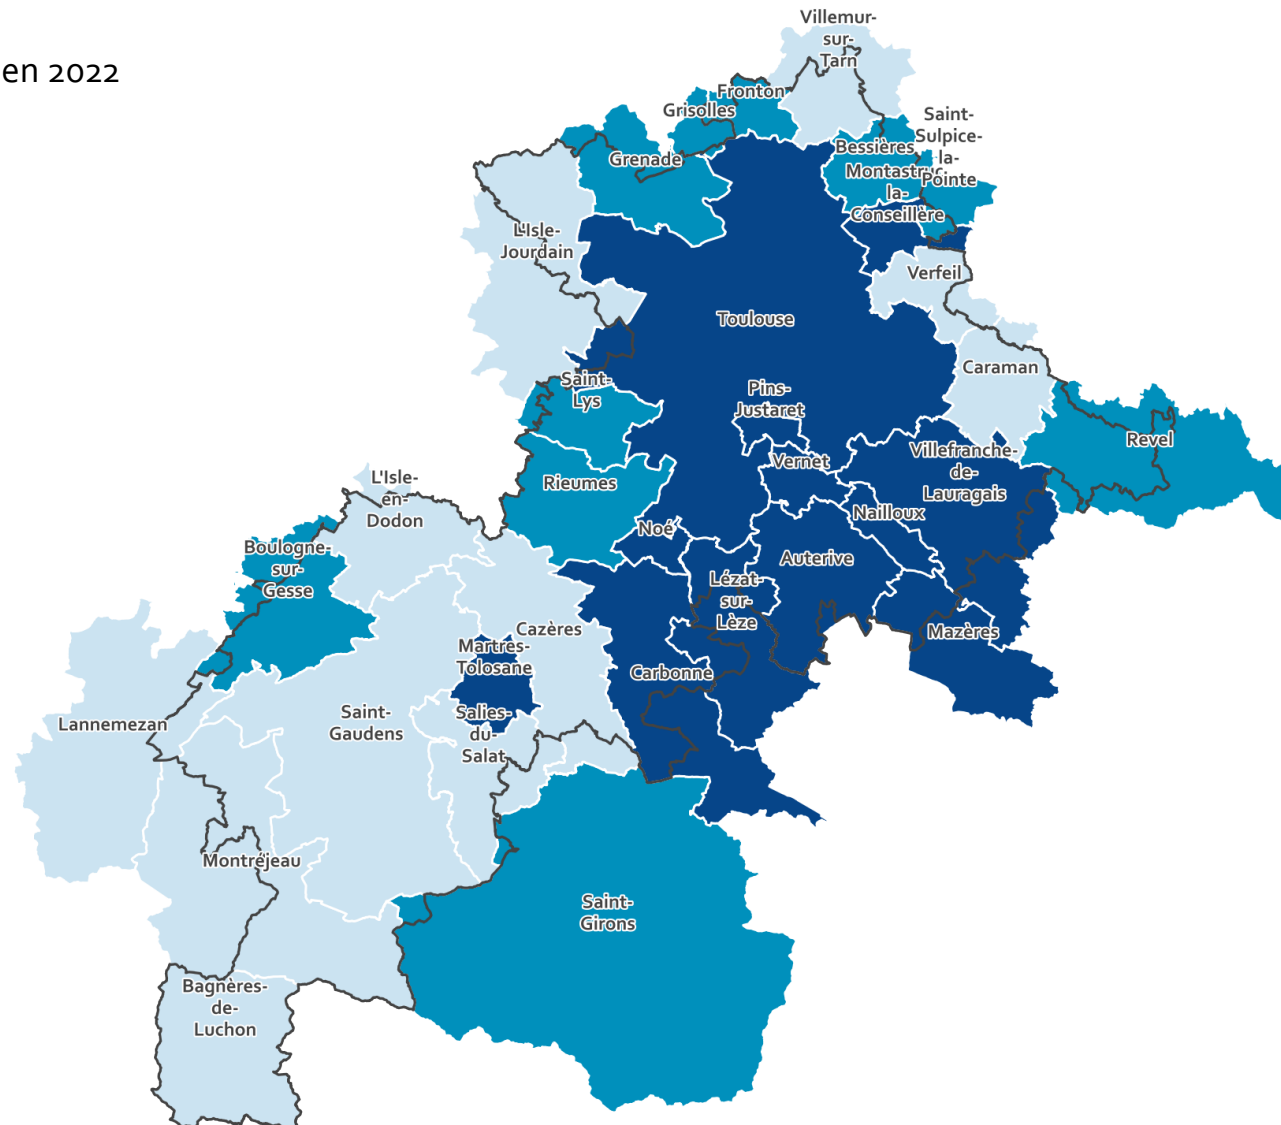 en 2022
Villemur-
sur-
Tarn
Fronton
Grisolles
Saint-
Sulpice-
la-
Pointe
Bessières
Grenade
Montastruc-
la-
Conseillère
L'Isle-
Jourdain
Verfeil
Toulouse
Caraman
Saint-
Lys
Pins-
Justaret
Revel
Villefranche-
de-
Lauragais
Vernet
Rieumes
L'Isle-
en-
Dodon
Nailloux
Noé
Boulogne-
sur-
Gesse
Auterive
Lézat-
sur-
Lèze
Cazères
Mazères
Martres-
Tolosane
Carbonne
Saint-
Gaudens
Salies-
du-
Salat
Lannemezan
Montréjeau
Saint-
Girons
Bagnères-
de-
Luchon